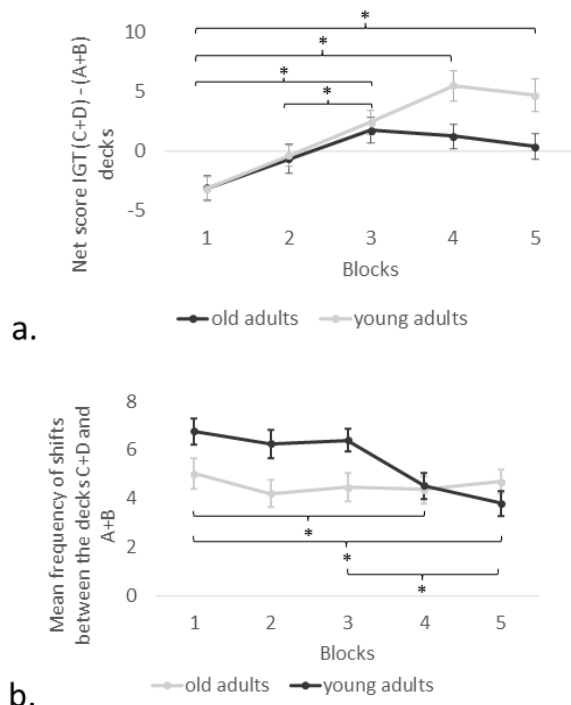 *
*
*
*
10
5
0
-5
Net score IGT (C+D) - (A+B)
decks
1 2 3 4 5
Blocks
old adults young adults
a.
8
6
4
2
0
Mean frequency of shifts
between the decks C+D and
A+B
*
*
*
1 2 3 4 5
Blocks
old adults young adults
b.